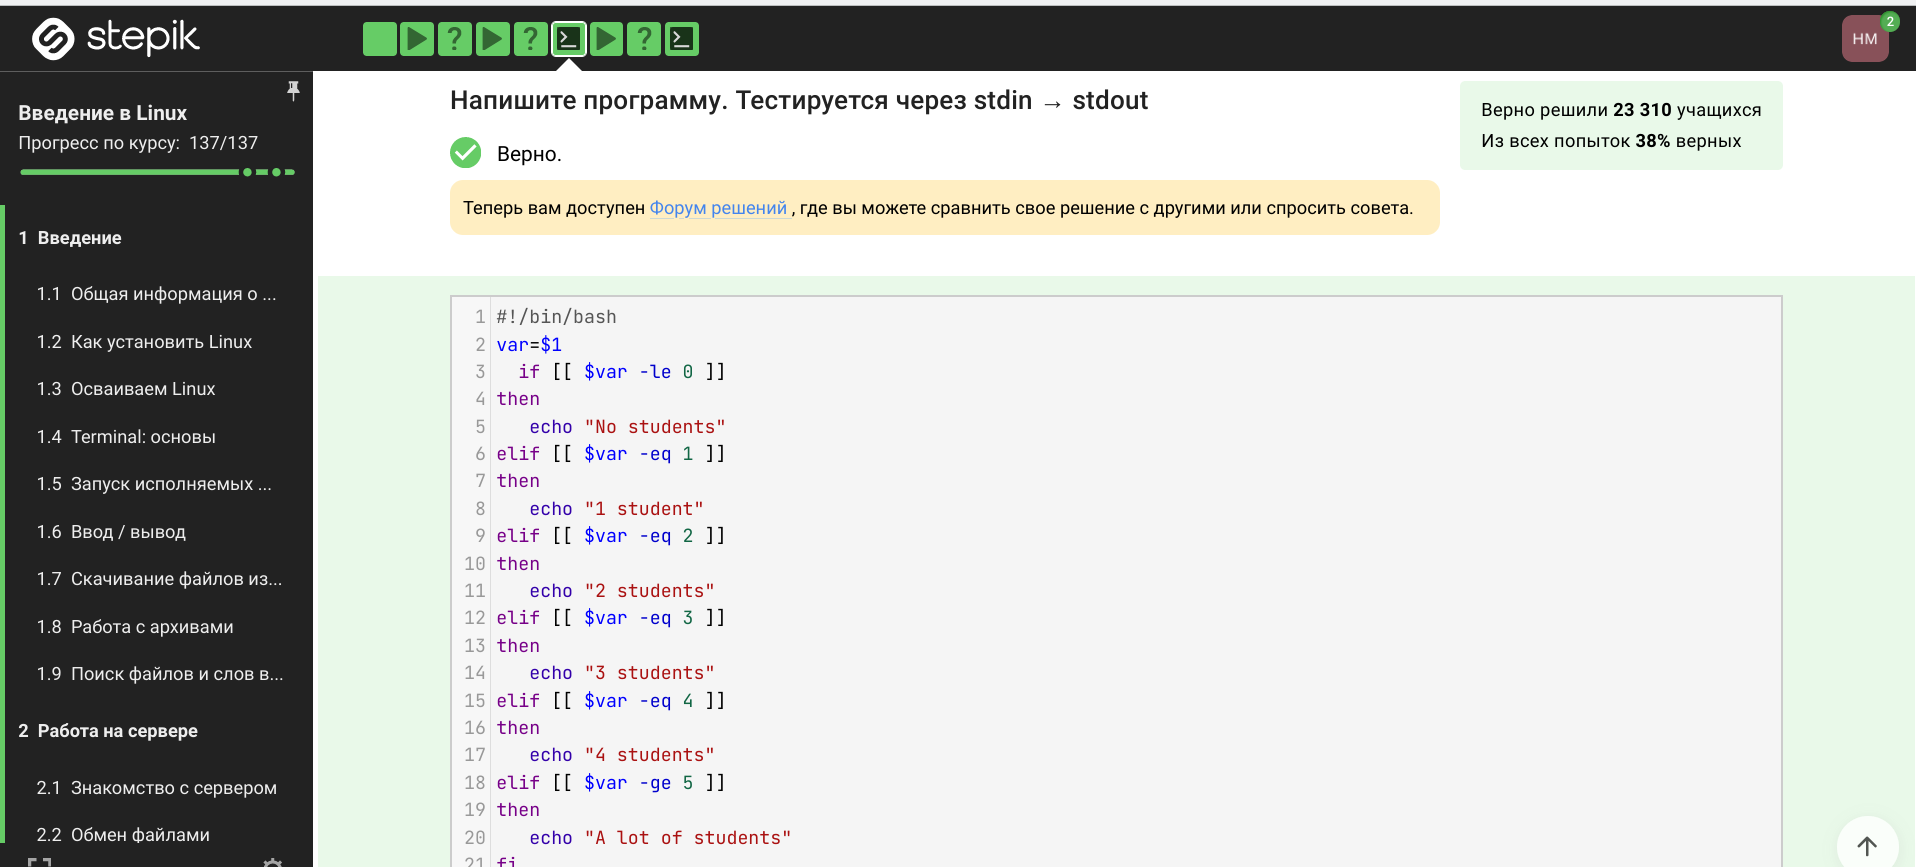 stepik
НМ
2
Введение в Linux
Прогресс по курсу: 137/137
1 Введение
1.1 Общая информация о ...
1.2 Как установить Linux
1.3 Осваиваем Linux
1.4 Terminal: основы
1.5 Запуск исполняемых ...
1.6 Ввод / вывод
1.7 Скачивание файлов из...
1.8 Работа с архивами
1.9 Поиск файлов и слов в...
2 Работа на сервере
2.1 Знакомство с сервером
2.2 Обмен файлами
Напишите программу. Тестируется через stdin → stdout
Верно.
Теперь вам доступен Форум решений , где вы можете сравнить свое решение с другими или спросить совета.
Верно решили 23 310 учащихся
Из всех попыток 38% верных
1 #!/bin/bash
2 var=$1
3   if [[ $var -le 0 ]]
4 then
5    echo "No students"
6 elif [[ $var -eq 1 ]]
7 then
8    echo "1 student"
9 elif [[ $var -eq 2 ]]
10 then
11    echo "2 students"
12 elif [[ $var -eq 3 ]]
13 then
14    echo "3 students"
15 elif [[ $var -eq 4 ]]
16 then
17    echo "4 students"
18 elif [[ $var -ge 5 ]]
19 then
20    echo "A lot of students"
21 fi